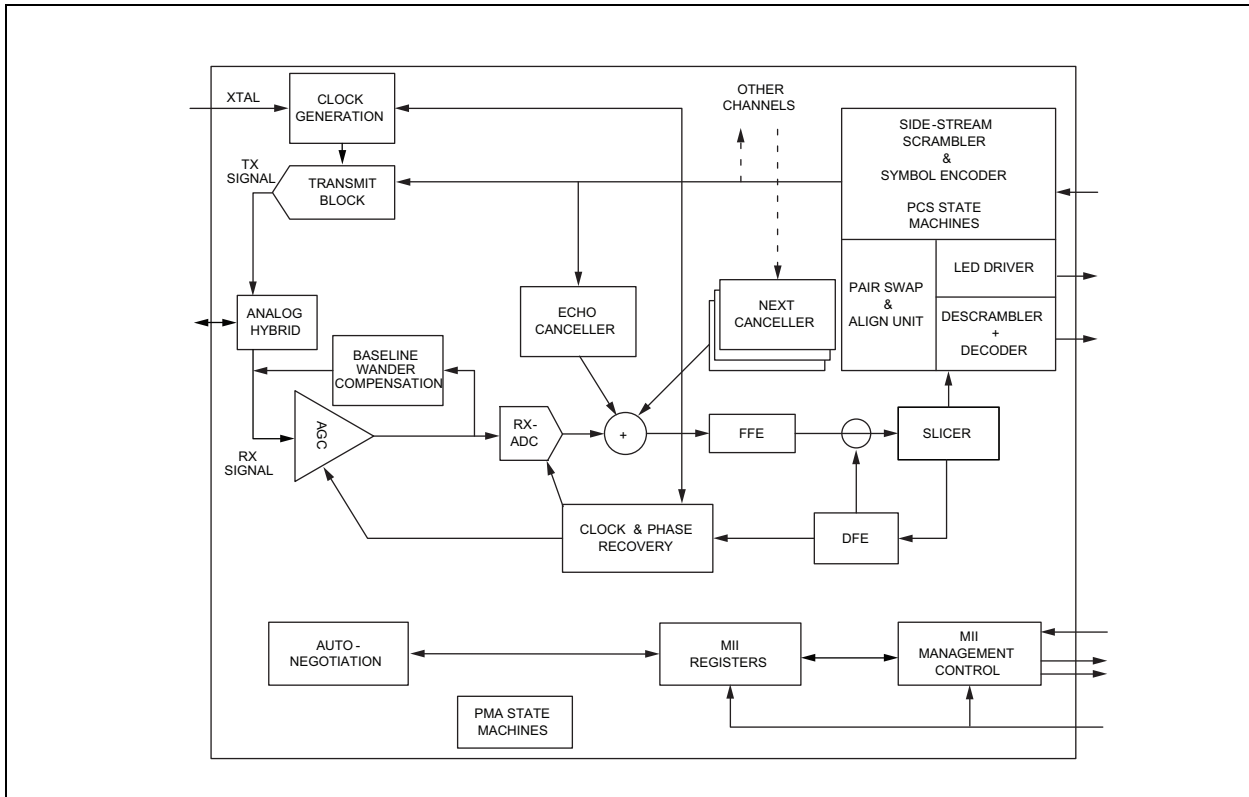 XTAL
CLOCK
GENERATION
OTHER
CHANNELS
SIDE-STREAM
SCRAMBLER
&
SYMBOL ENCODER
PCS STATE
MACHINES
TX
SIGNAL
TRANSMIT
BLOCK
LED DRIVER
PAIR SWAP
&
ALIGN UNIT
DESCRAMBLER
+
DECODER
ANALOG
HYBRID
ECHO
CANCELLER
NEXT
CANCELLER
BASELINE
WANDER
COMPENSATION
AGC
RX
SIGNAL
RX-
ADC
+
FFE
SLICER
CLOCK & PHASE
RECOVERY
DFE
AUTO -
NEGOTIATION
MII
REGISTERS
MII
MANAGEMENT
CONTROL
PMA STATE
MACHINES